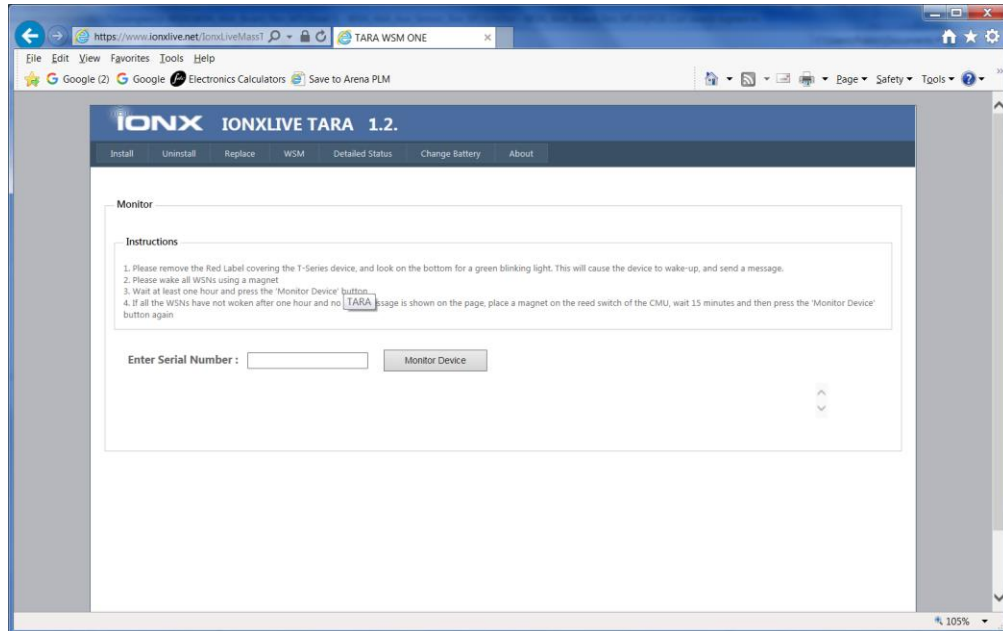 https://www.ionxlive.net/IonxLiveMassT
TARA WSM ONE
File Edit View Favorites Tools Help
Google (2) Google Electronics Calculators Save to Arena PLM
Page Safety Tools
IONX IONXLIVE TARA 1.2.
Install Uninstall Replace WSM Detailed Status Change Battery About
Monitor
Instructions
1. Please remove the Red Label covering the T-Series device, and look on the bottom for a green blinking light. This will cause the device to wake-up, and send a message.
2. Please wake all WSNs using a magnet
3. Wait at least one hour and press the 'Monitor Device' button
4. If all the WSNs have not woken after one hour and no TARA ssage is shown on the page, place a magnet on the reed switch of the CMU, wait 15 minutes and then press the 'Monitor Device'
button again
Enter Serial Number :
Monitor Device
105%